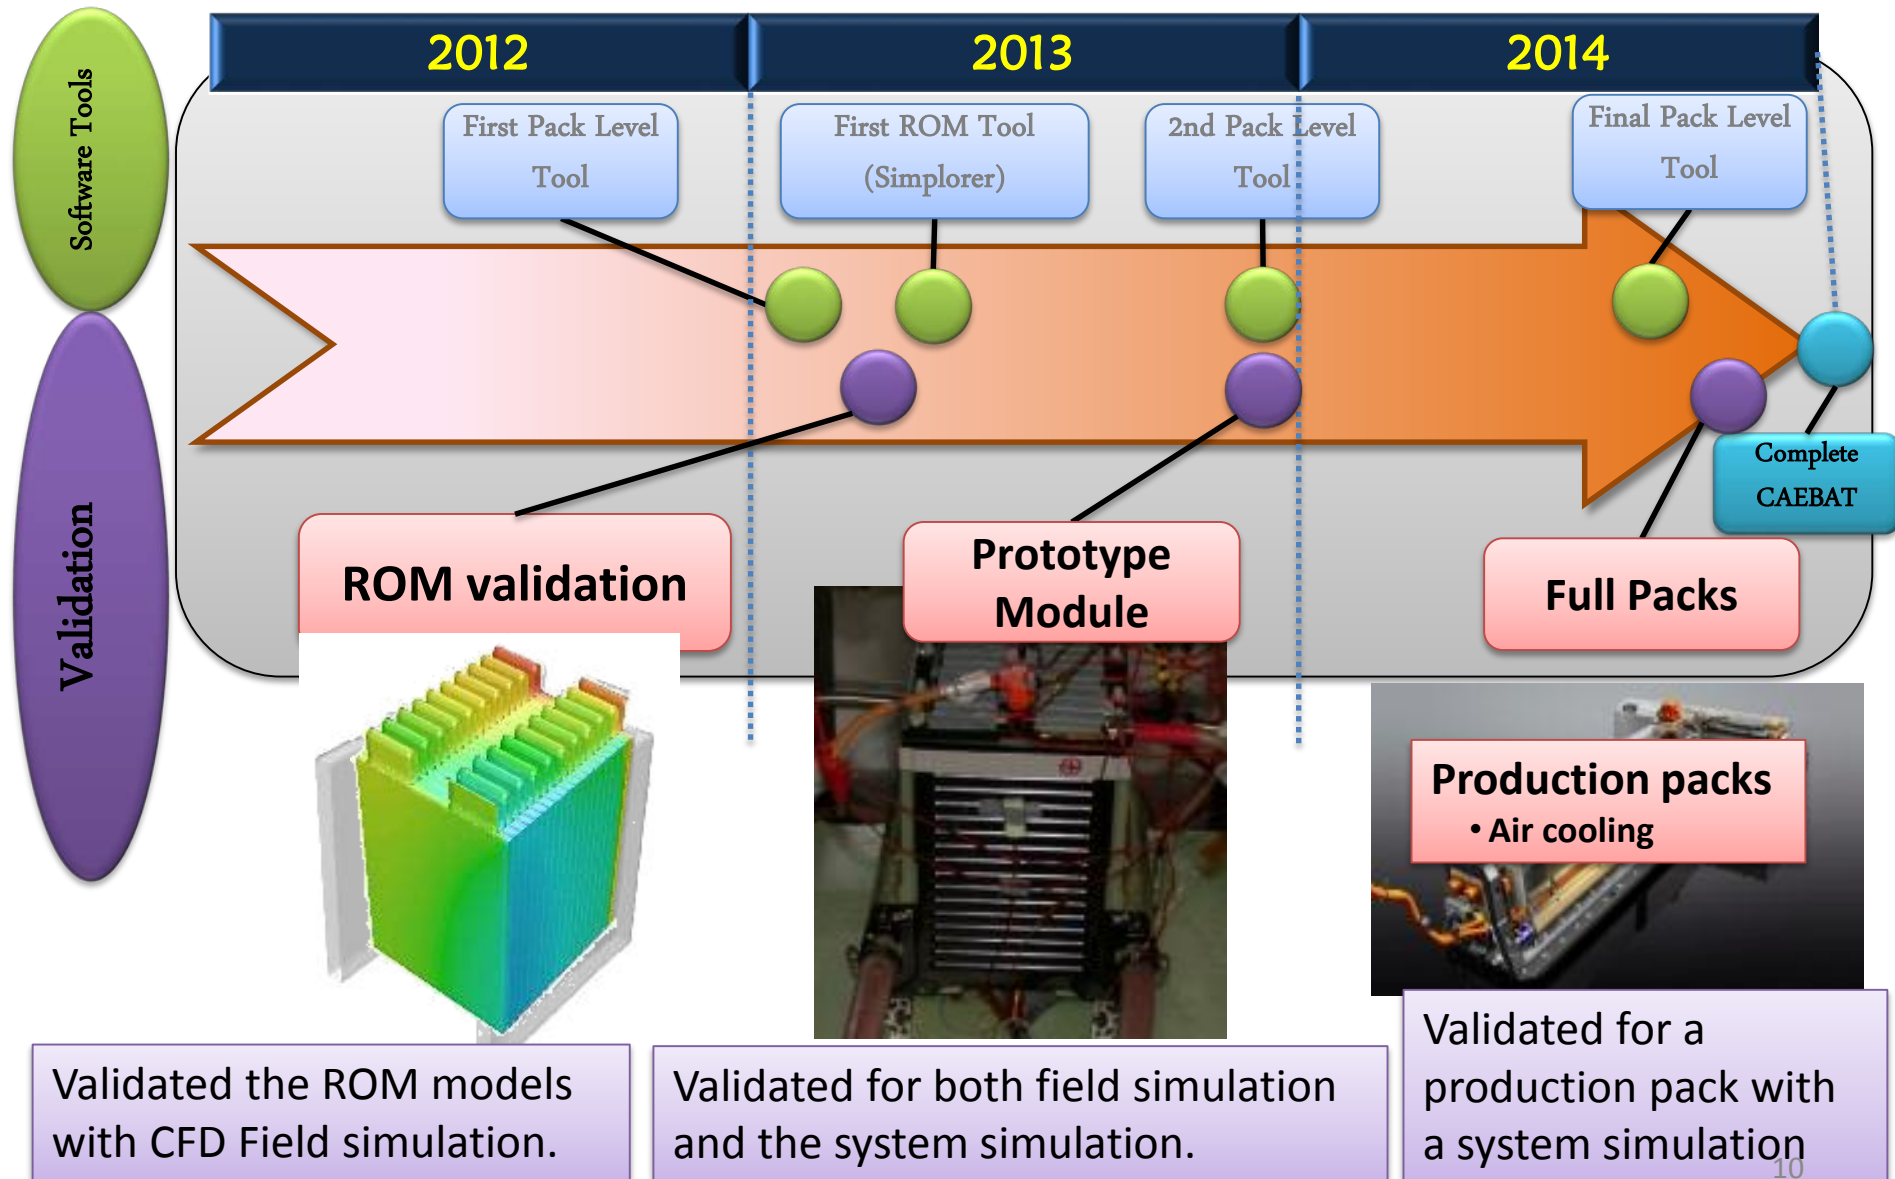 2012
2013
2014
Software Tools
First Pack Level
Tool
First ROM Tool
(Simplorer)
2nd Pack Level
Tool
Final Pack Level
Tool
Validation
Complete
CAEBAT
ROM validation
Prototype
Module
Full Packs
Production packs
• Air cooling
Validated the ROM models
with CFD Field simulation.
Validated for both field simulation
and the system simulation.
Validated for a
production pack with
a system simulation
10